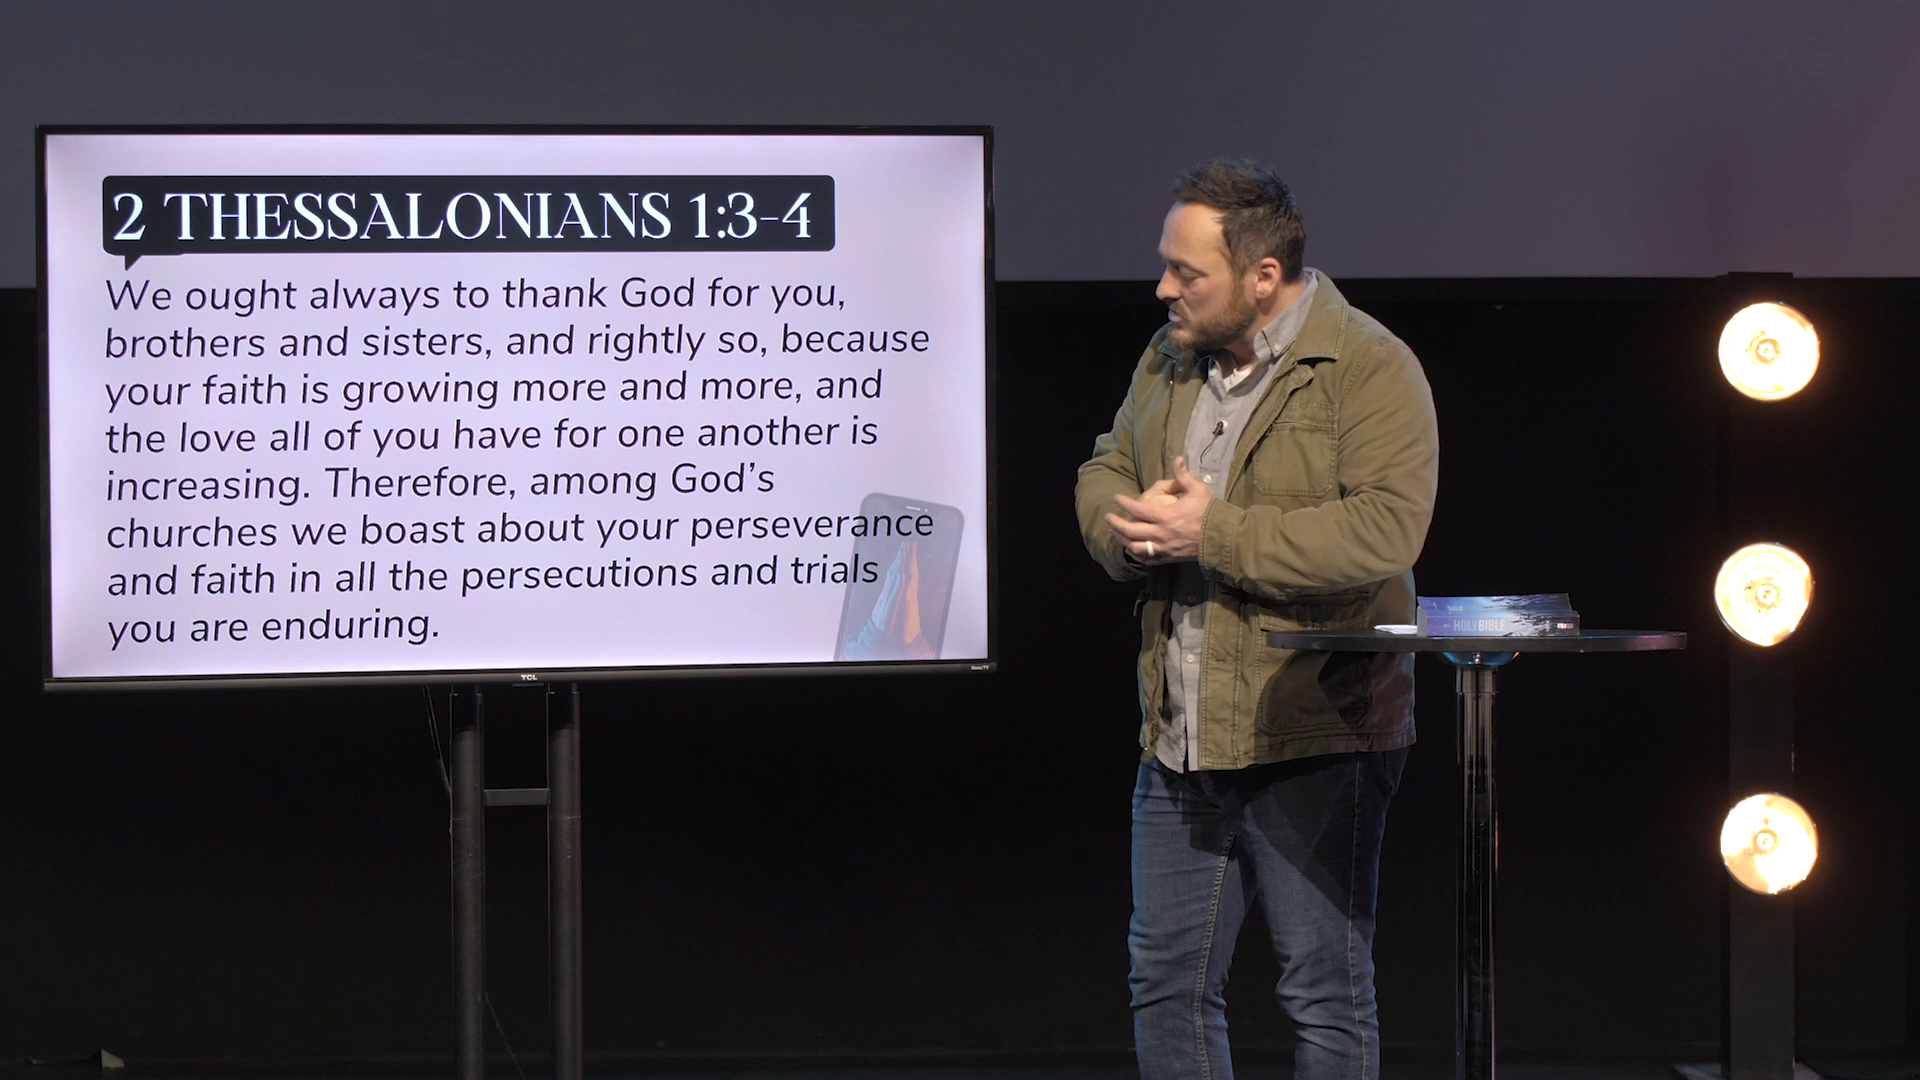 2 THESSALONIANS 1:3-4
We ought always to thank God for you,
brothers and sisters, and rightly so, because
your faith is growing more and more, and
the love all of you have for one another is
increasing. Therefore, among God's
churches we boast about your perseverance
and faith in all the persecutions and trials
you are enduring.
TCL
Roku TV
HOLY BIBLE